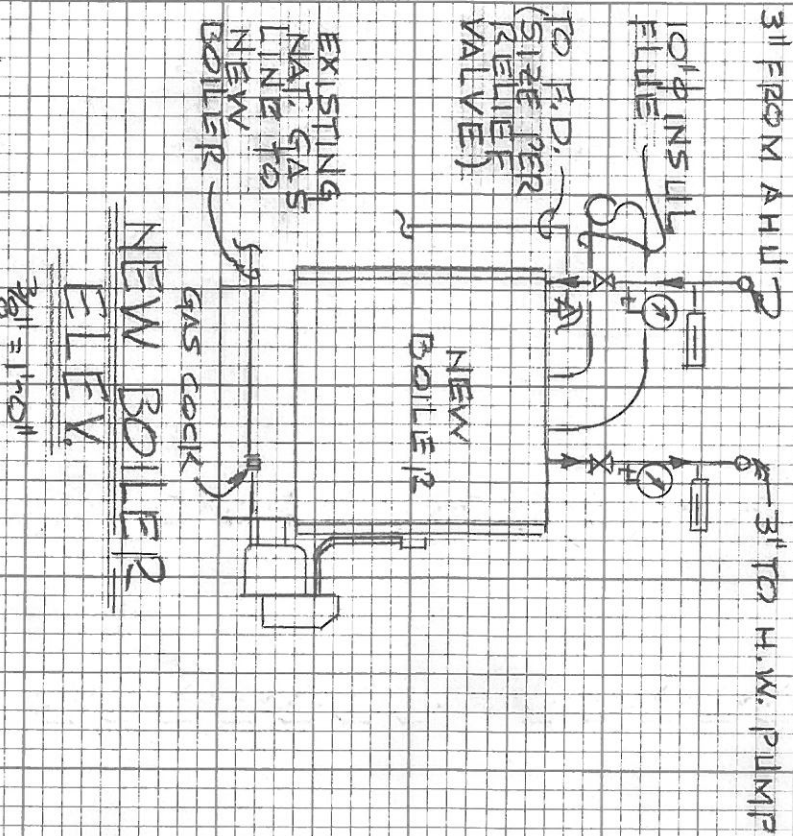 3" FROM AHU
3" TO H.W. PUMP
10"φ INSUL
FLUE
TO F.D.
(SIZE PER
RELIEF
VALVE)
NEW
BOILER
EXISTING
NAT. GAS
LINE TO
NEW
BOILER
GAS COCK
NEW BOILER
ELEV.
3/8" = 1'-0"